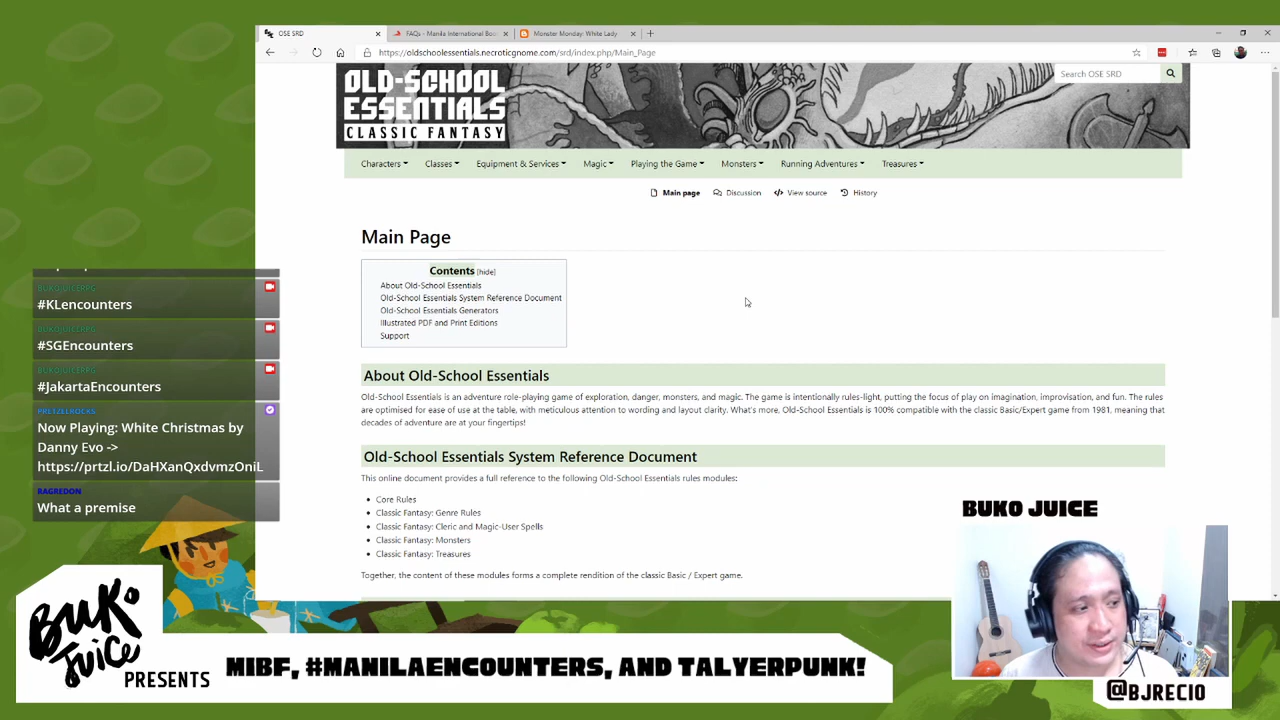 OSE SRD
FAQs - Manila International Boo
Monster Monday: White Lady
https://oldschoolessentials.necroticgnome.com/srd/index.php/Main_Page
OLD-SCHOOL
ESSENTIALS
CLASSIC FANTASY
Search OSE SRD
Characters
Classes
Equipment & Services
Magic
Playing the Game
Monsters
Running Adventures
Treasures
Main page
Discussion
View source
History
Main Page
Contents [hide]
About Old-School Essentials
Old-School Essentials System Reference Document
Old-School Essentials Generators
Illustrated PDF and Print Editions
Support
About Old-School Essentials
Old-School Essentials is an adventure role-playing game of exploration, danger, monsters, and magic. The game is intentionally rules-light, putting the focus of play on imagination, improvisation, and fun. The rules
are optimised for ease of use at the table, with meticulous attention to wording and layout clarity. What's more, Old-School Essentials is 100% compatible with the classic Basic/Expert game from 1981, meaning that
decades of adventure are at your fingertips!
Old-School Essentials System Reference Document
This online document provides a full reference to the following Old-School Essentials rules modules:
Core Rules
Classic Fantasy: Genre Rules
Classic Fantasy: Cleric and Magic-User Spells
Classic Fantasy: Monsters
Classic Fantasy: Treasures
Together, the content of these modules forms a complete rendition of the classic Basic / Expert game.
BUKOJUICERPG
#KLencounters
BUKOJUICERPG
#SGEncounters
BUKOJUICERPG
#JakartaEncounters
PRETZELROCKS
Now Playing: White Christmas by
Danny Evo ->
https://prtzl.io/DaHXanQxdvmzOniL
RAGREDON
What a premise
BUKO JUICE
BUKO
JUICE
PRESENTS
MIBF, #MANILAENCOUNTERS, AND TALYERPUNK!
@BJRECIO